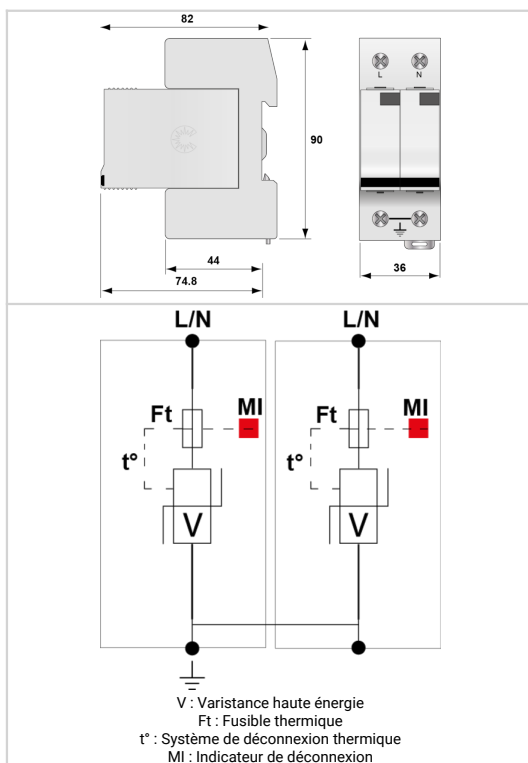 82
L N
90
44
36
74.8
L/N L/N
Ft MI Ft MI
t° t°
V V
V : Varistance haute énergie
Ft : Fusible thermique
t° : Système de déconnexion thermique
MI : Indicateur de déconnexion